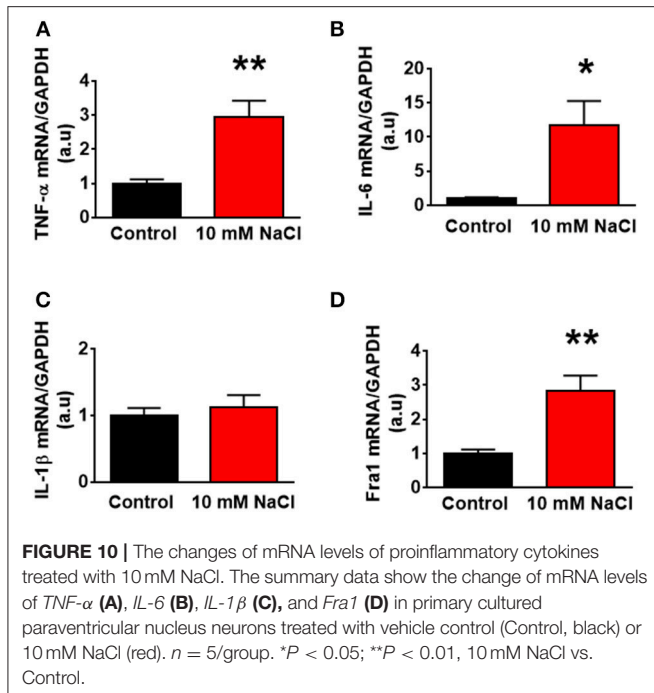 A
TNF-α mRNA/GAPDH
(a.u)
4
3
2
1
0
**
Control
10 mM NaCl
B
IL-6 mRNA/GAPDH
(a.u)
20
15
10
5
0
*
Control
10 mM NaCl
C
IL-1β mRNA/GAPDH
(a.u)
2
1
0
Control
10 mM NaCl
D
Fra1 mRNA/GAPDH
(a.u)
4
3
2
1
0
**
Control
10 mM NaCl
FIGURE 10 | The changes of mRNA levels of proinflammatory cytokines
treated with 10 mM NaCl. The summary data show the change of mRNA levels
of TNF-α (A), IL-6 (B), IL-1β (C), and Fra1 (D) in primary cultured
paraventricular nucleus neurons treated with vehicle control (Control, black) or
10 mM NaCl (red). n = 5/group. *P < 0.05; **P < 0.01, 10 mM NaCl vs.
Control.